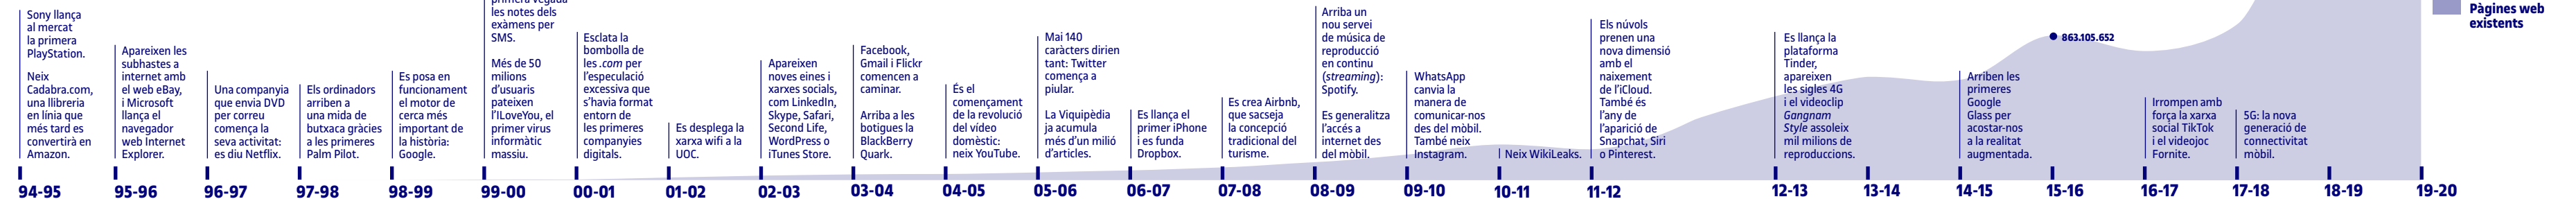 Sony llança
al mercat
la primera
PlayStation.
Neix
Cadabra.com,
una llibreria
en línia que
més tard es
convertirà en
Amazon.
Apareixen les
subhastes a
internet amb
el web eBay,
i Microsoft
llança el
navegador
web Internet
Explorer.
Una companyia
que envia DVD
per correu
comença la
seva activitat:
es diu Netflix.
Els ordinadors
arriben a
una mida de
butxaca gràcies
a les primeres
Palm Pilot.
Es posa en
funcionament
el motor de
cerca més
important de
la història:
Google.
primera vegada
les notes dels
exàmens per
SMS.
Més de 50
milions
d'usuaris
pateixen
l'ILoveYou, el
primer virus
informàtic
massiu.
Esclata la
bombolla de
les .com per
l'especulació
excessiva que
s'havia format
entorn de
les primeres
companyies
digitals.
Es desplega la
xarxa wifi a la
UOC.
Apareixen
noves eines i
xarxes socials,
com LinkedIn,
Skype, Safari,
Second Life,
WordPress o
iTunes Store.
Facebook,
Gmail i Flickr
comencen a
caminar.
Arriba a les
botigues la
BlackBerry
Quark.
És el
començament
de la revolució
del vídeo
domèstic:
neix YouTube.
Mai 140
caràcters dirien
tant: Twitter
comença a
piular.
La Viquipèdia
ja acumula
més d'un milió
d'articles.
Es llança el
primer iPhone
i es funda
Dropbox.
Es crea Airbnb,
que sacseja
la concepció
tradicional del
turisme.
Arriba un
nou servei
de música de
reproducció
en continu
(streaming):
Spotify.
Es generalitza
l'accés a
internet des
del mòbil.
WhatsApp
canvia la
manera de
comunicar-nos
des del mòbil.
També neix
Instagram.
Neix WikiLeaks.
Els núvols
prenen una
nova dimensió
amb el
naixement
de l'iCloud.
També és
l'any de
l'aparició de
Snapchat, Siri
o Pinterest.
Es llança la
plataforma
Tinder,
apareixen
les sigles 4G
i el videoclip
Gangnam
Style assoleix
mil milions de
reproduccions.
Arriben les
primeres
Google
Glass per
acostar-nos
a la realitat
augmentada.
863.105.652
Irrompen amb
força la xarxa
social TikTok
i el videojoc
Fornite.
5G: la nova
generació de
connectivitat
mòbil.
Pàgines web
existents
94-95
95-96
96-97
97-98
98-99
99-00
00-01
01-02
02-03
03-04
04-05
05-06
06-07
07-08
08-09
09-10
10-11
11-12
12-13
13-14
14-15
15-16
16-17
17-18
18-19
19-20